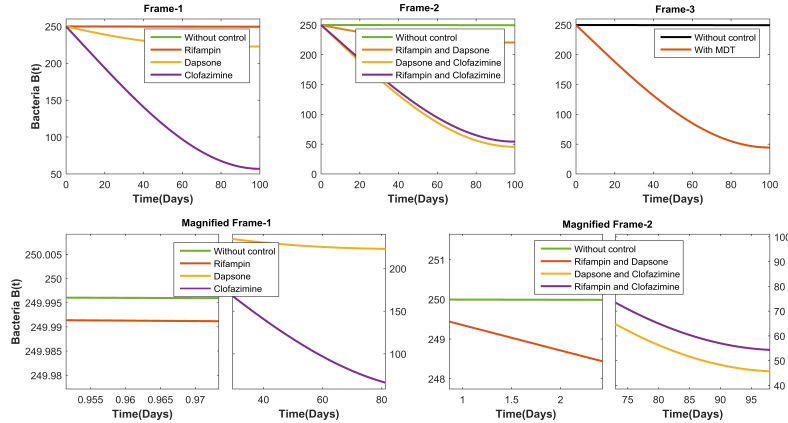 Frame-1
Bacteria B(t)
250
200
150
100
50
0 20 40 60 80 100
Time(Days)
Without control
Rifampin
Dapsone
Clofazimine
Frame-2
250
200
150
100
50
0
0 20 40 60 80 100
Time(Days)
Without control
Rifampin and Dapsone
Dapsone and Clofazimine
Rifampin and Clofazimine
Frame-3
250
200
150
100
50
0
0 20 40 60 80 100
Time(Days)
Without control
With MDT
Magnified Frame-1
Bacteria B(t)
250.005
250
249.995
249.99
249.985
249.98
0.955 0.96 0.965 0.97
Time(Days)
Without control
Rifampin
Dapsone
Clofazimine
200
150
100
40 60 80
Time(Days)
Magnified Frame-2
251
250
249
248
1 1.5 2
Time(Days)
Without control
Rifampin and Dapsone
Dapsone and Clofazimine
Rifampin and Clofazimine
100
90
80
70
60
50
40
75 80 85 90 95
Time(Days)